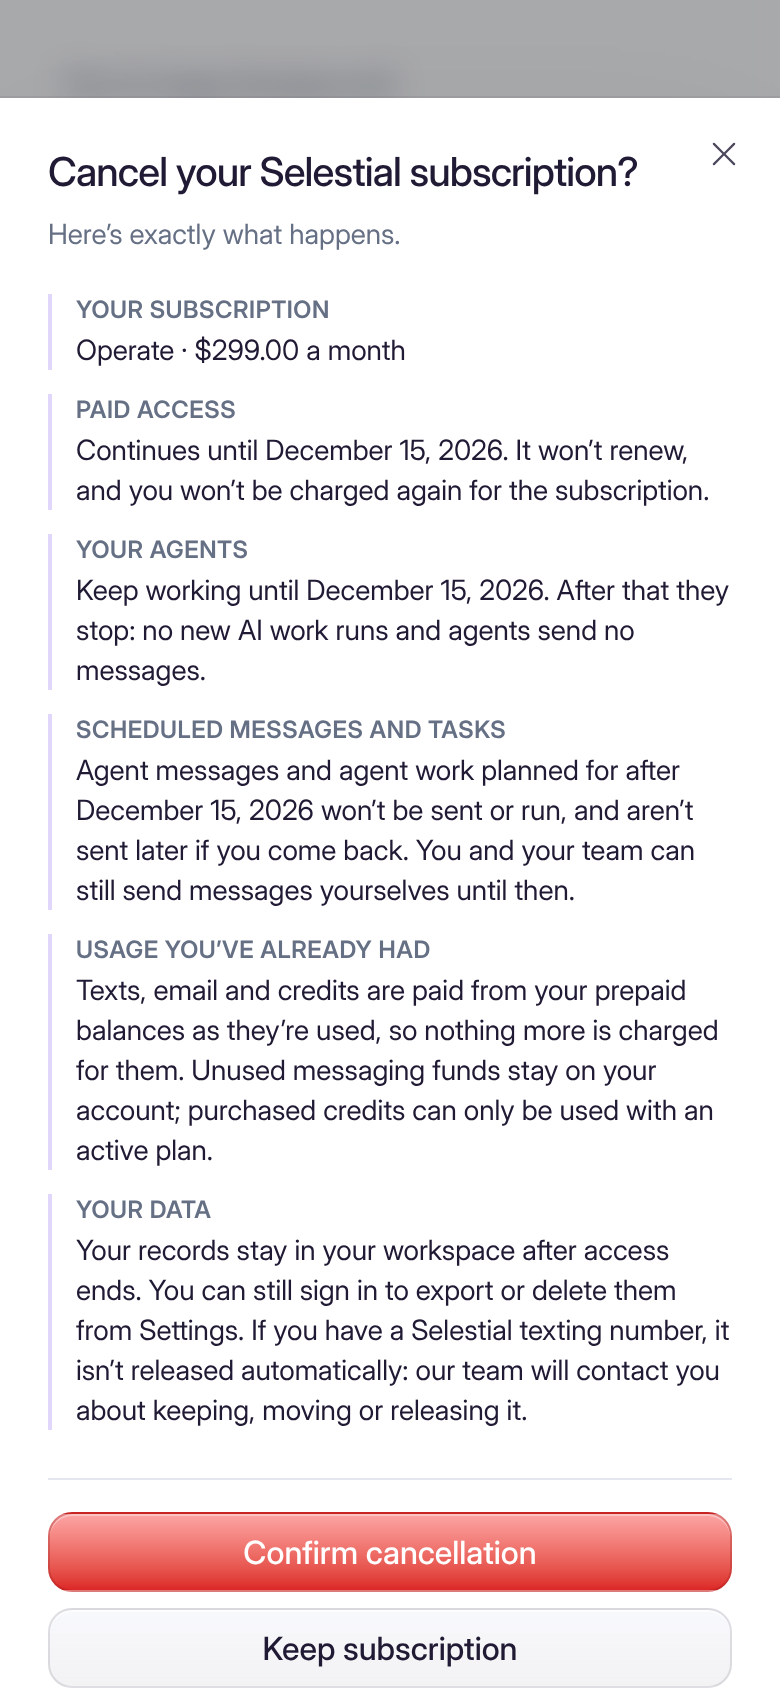 Cancel your Selestial subscription?
Here’s exactly what happens.
YOUR SUBSCRIPTION
Operate · $299.00 a month
PAID ACCESS
Continues until December 15, 2026. It won’t renew,
and you won’t be charged again for the subscription.
YOUR AGENTS
Keep working until December 15, 2026. After that they
stop: no new AI work runs and agents send no
messages.
SCHEDULED MESSAGES AND TASKS
Agent messages and agent work planned for after
December 15, 2026 won’t be sent or run, and aren’t
sent later if you come back. You and your team can
still send messages yourselves until then.
USAGE YOU’VE ALREADY HAD
Texts, email and credits are paid from your prepaid
balances as they’re used, so nothing more is charged
for them. Unused messaging funds stay on your
account; purchased credits can only be used with an
active plan.
YOUR DATA
Your records stay in your workspace after access
ends. You can still sign in to export or delete them
from Settings. If you have a Selestial texting number, it
isn’t released automatically: our team will contact you
about keeping, moving or releasing it.
Confirm cancellation
Keep subscription